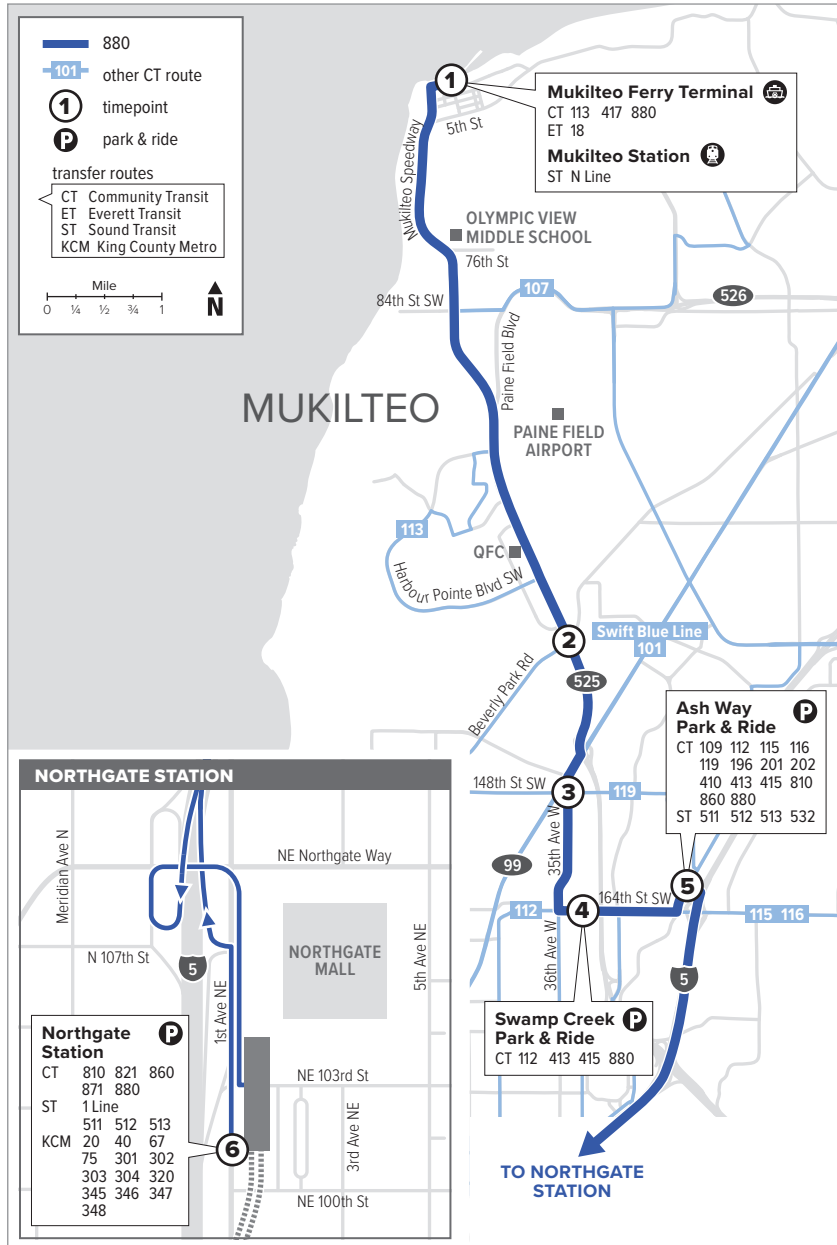 880
101 other CT route
1 timepoint
P park & ride
transfer routes
CT Community Transit
ET Everett Transit
ST Sound Transit
KCM King County Metro
Mile
0 ¼ ½ ¾ 1
N
1
Mukilteo Ferry Terminal
CT 113 417 880
ET 18
Mukilteo Station
ST N Line
5th St
Mukilteo Speedway
OLYMPIC VIEW
MIDDLE SCHOOL
76th St
107
526
84th St SW
Paine Field Blvd
MUKILTEO
PAINE FIELD
AIRPORT
113
QFC
Harbour Pointe Blvd SW
2
Swift Blue Line
101
Beverly Park Rd
525
Ash Way
Park & Ride
P
CT 109 112 115 116
119 196 201 202
410 413 415 810
860 880
ST 511 512 513 532
148th St SW
3
119
35th Ave W
99
5
164th St SW
112
4
115 116
36th Ave W
5
Swamp Creek
Park & Ride
P
CT 112 413 415 880
TO NORTHGATE
STATION
NORTHGATE STATION
Meridian Ave N
NE Northgate Way
N 107th St
5
1st Ave NE
NORTHGATE
MALL
5th Ave NE
Northgate
Station
P
CT 810 821 860
871 880
ST 1 Line
511 512 513
KCM 20 40 67
75 301 302
303 304 320
345 346 347
348
6
NE 103rd St
3rd Ave NE
NE 100th St